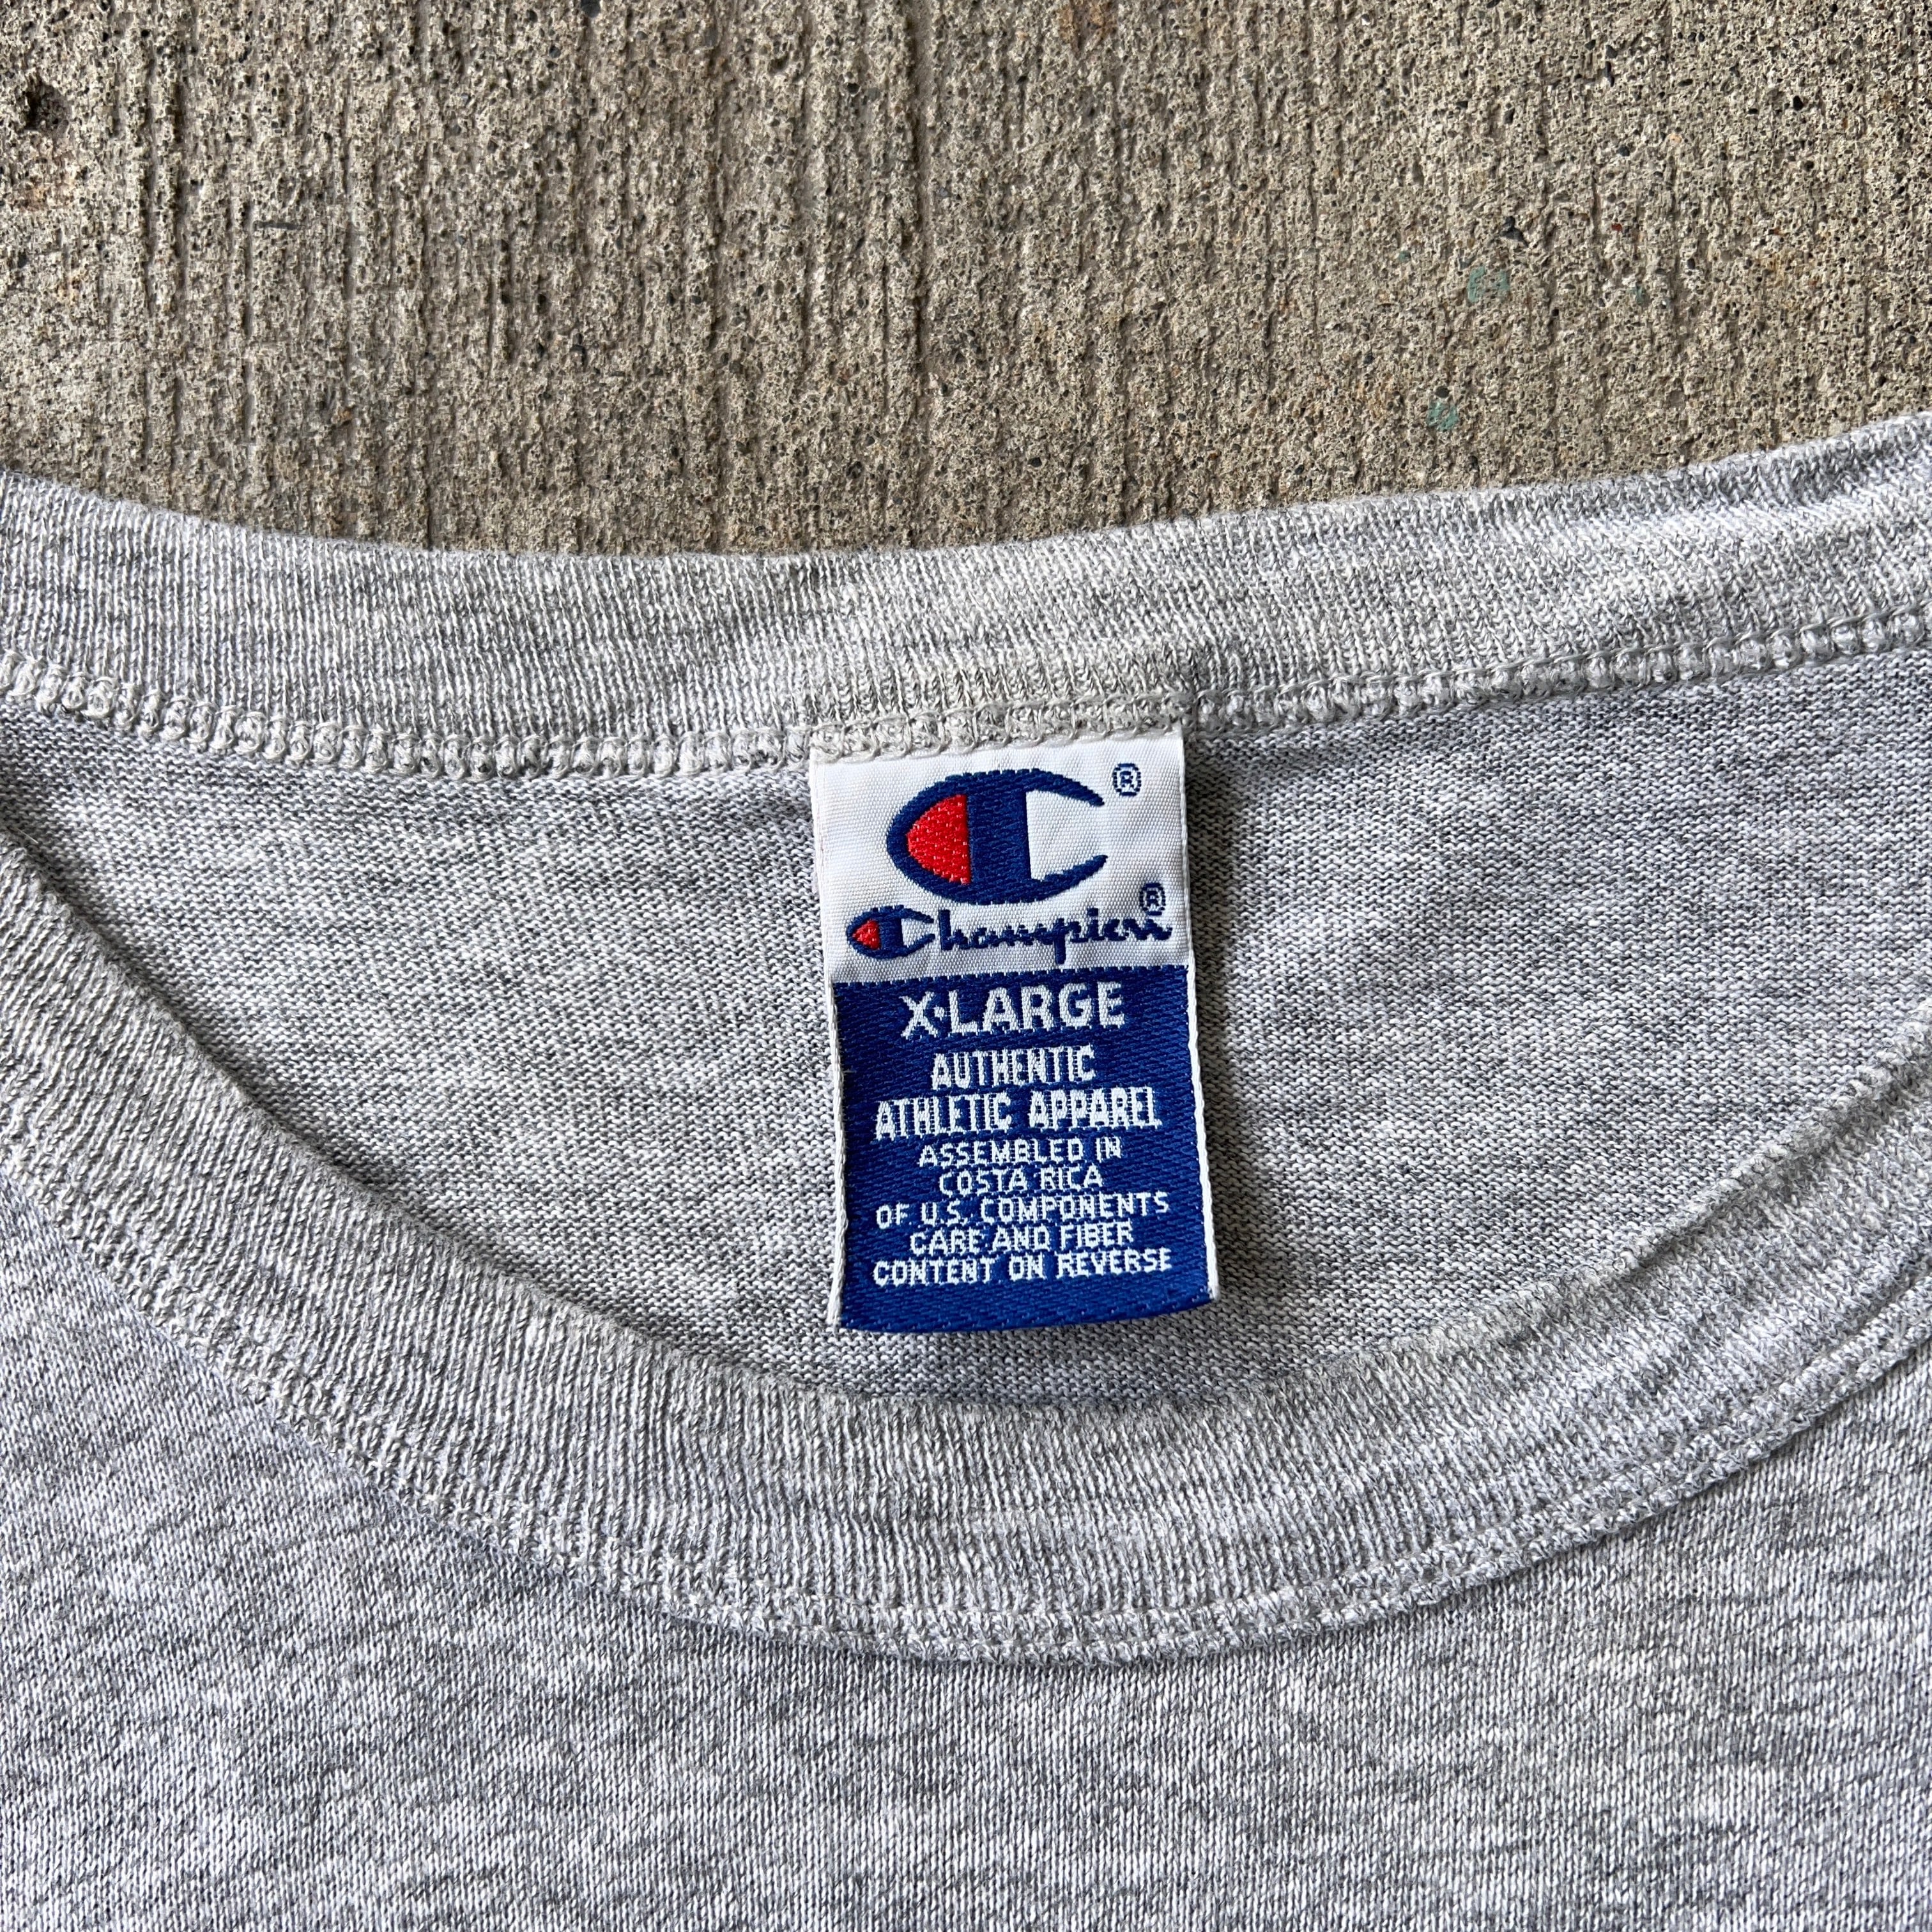 ®
Champion®
X-LARGE
AUTHENTIC
ATHLETIC APPAREL
ASSEMBLED IN
COSTA RICA
OF U.S. COMPONENTS
CARE AND FIBER
CONTENT ON REVERSE